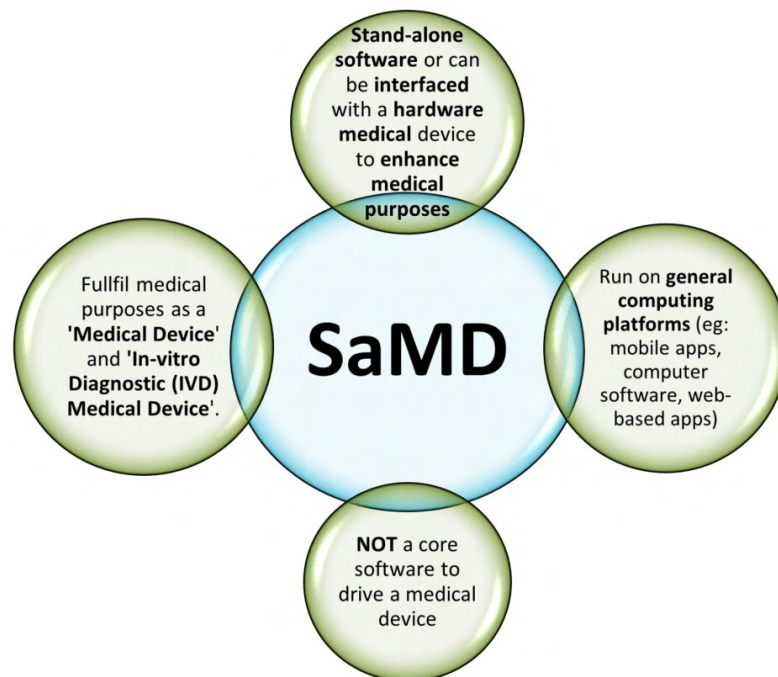 Stand-alone
software or can
be interfaced
with a hardware
medical device
to enhance
medical
purposes
Fullfil medical
purposes as a
'Medical Device'
and 'In-vitro
Diagnostic (IVD)
Medical Device'.
SaMD
Run on general
computing
platforms (eg:
mobile apps,
computer
software, web-
based apps)
NOT a core
software to
drive a medical
device